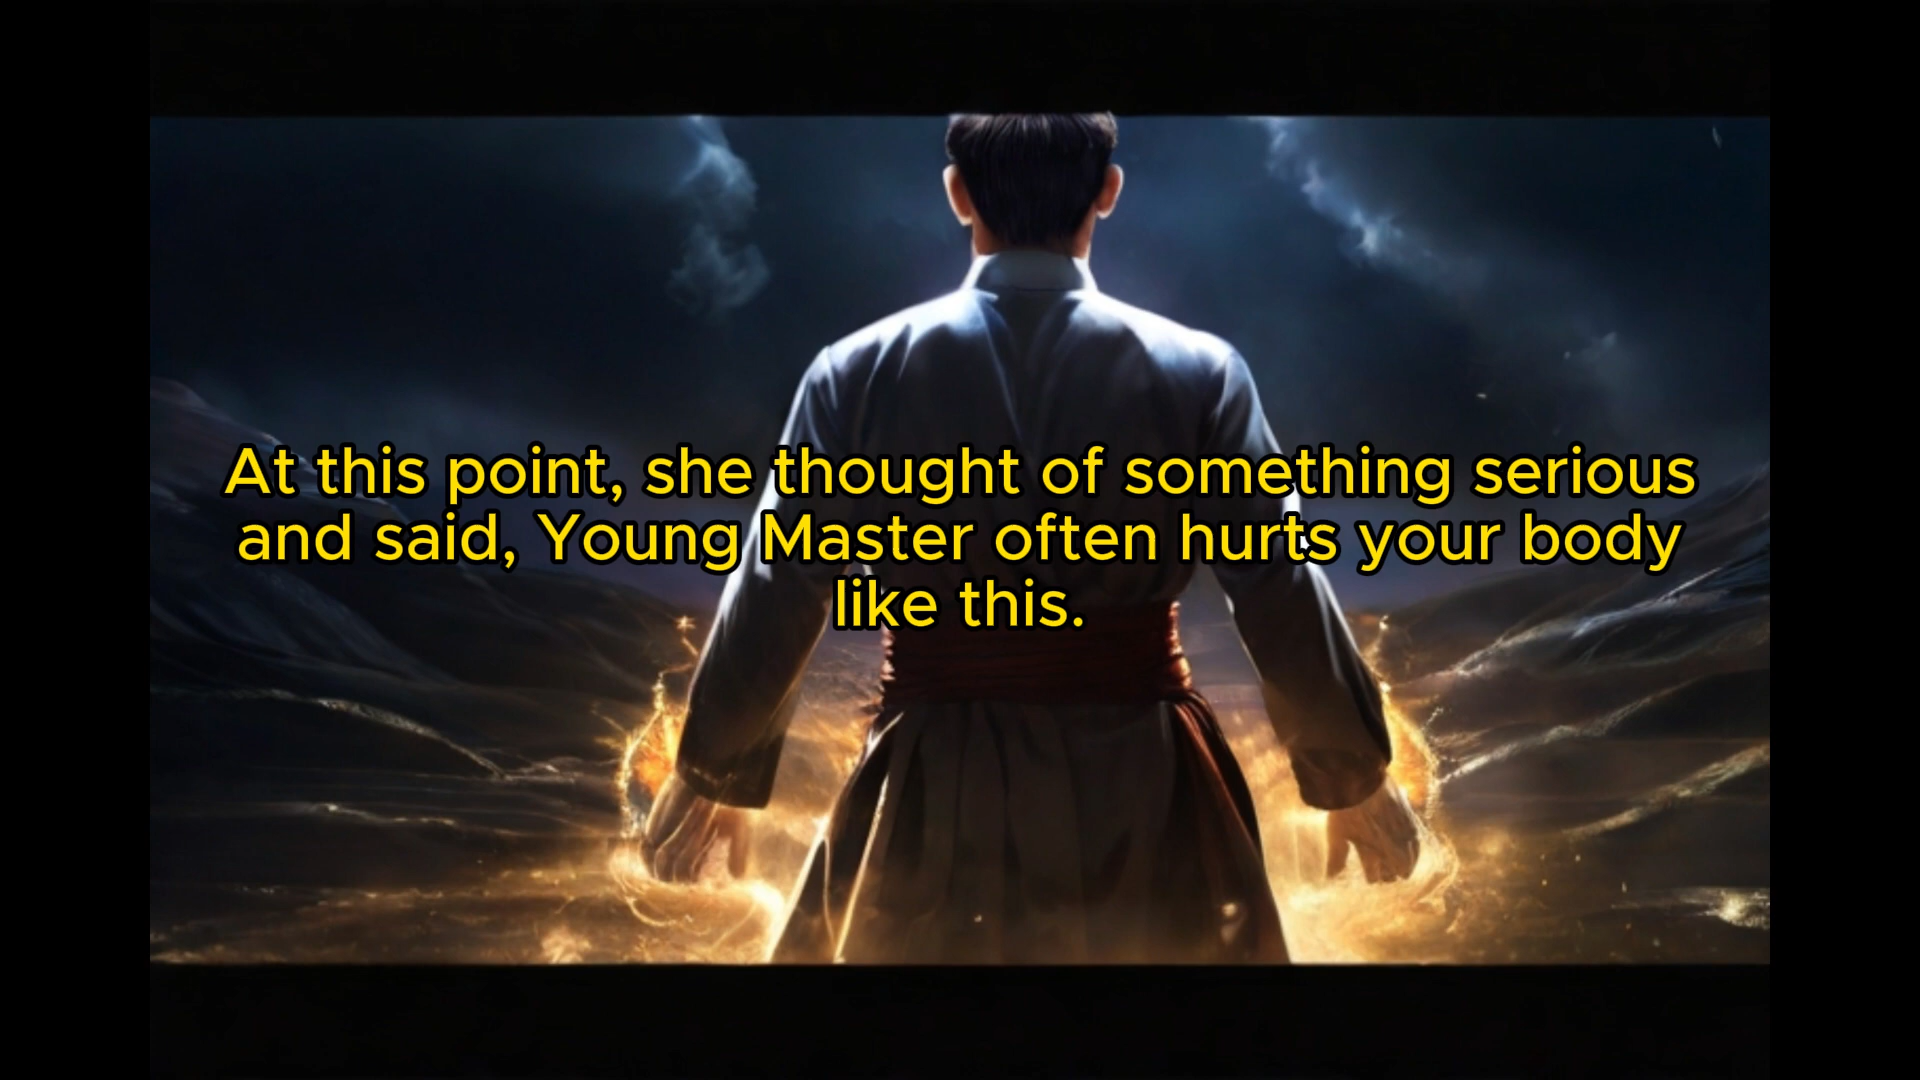 At this point, she thought of something serious
and said, Young Master often hurts your body
like this.